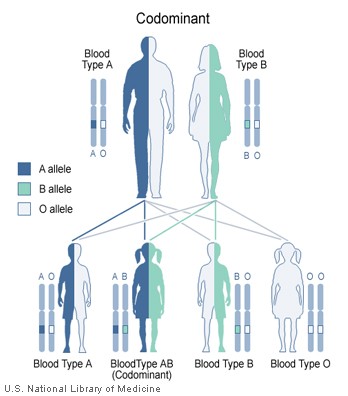 Codominant
Blood
Type A
Blood
Type B
A O
B O
A allele
B allele
O allele
A O
A B
B O
O O
Blood Type A
BloodType AB
(Codominant)
Blood Type B
Blood Type O
U.S. National Library of Medicine